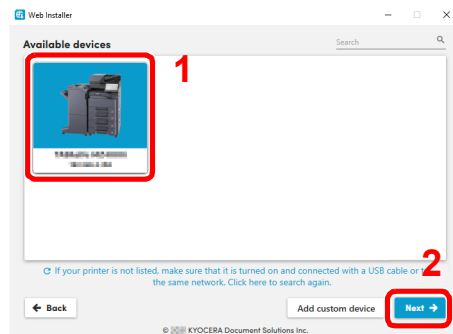 Web Installer
Available devices
Search
1
2
If your printer is not listed, make sure that it is turned on and connected with a USB cable or
the same network. Click here to search again.
Back
Add custom device
Next
© KYOCERA Document Solutions Inc.